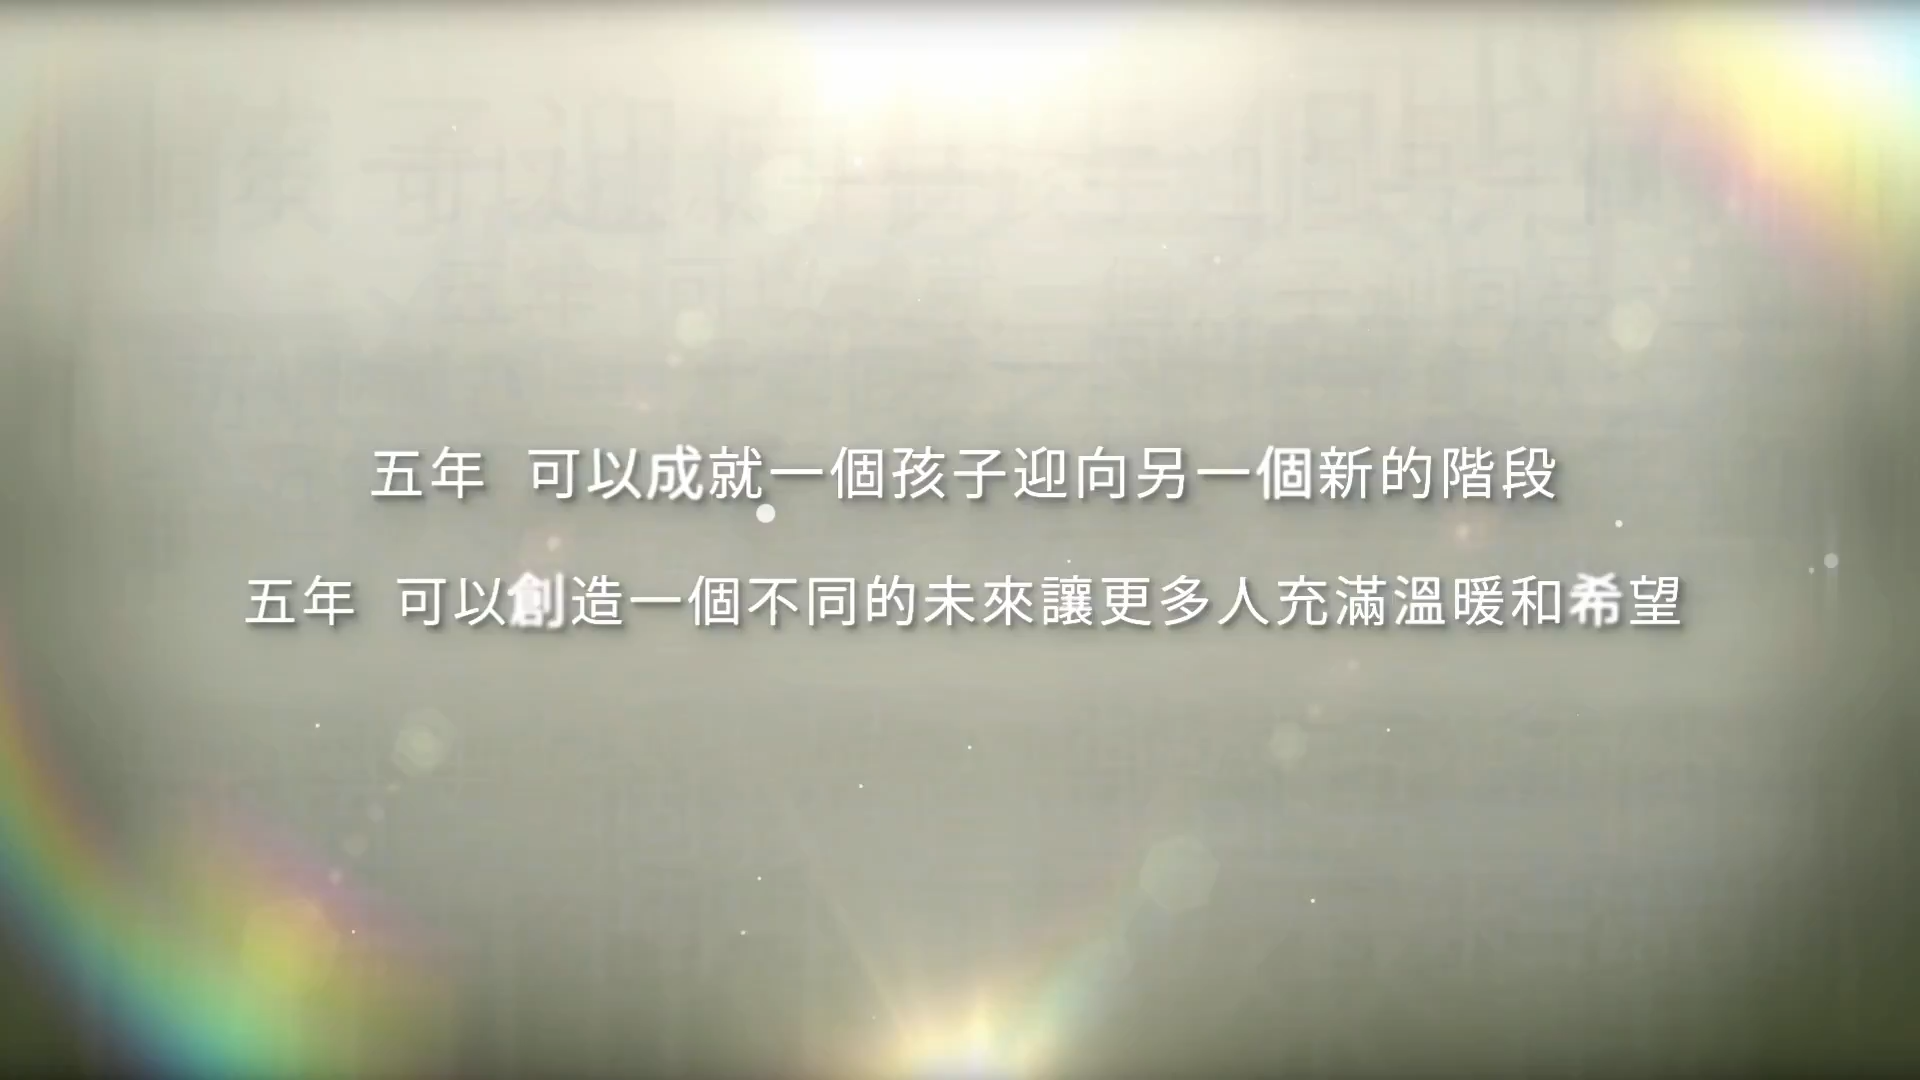 五年 可以成就一個孩子迎向另一個新的階段
五年 可以創造一個不同的未來讓更多人充滿溫暖和希望